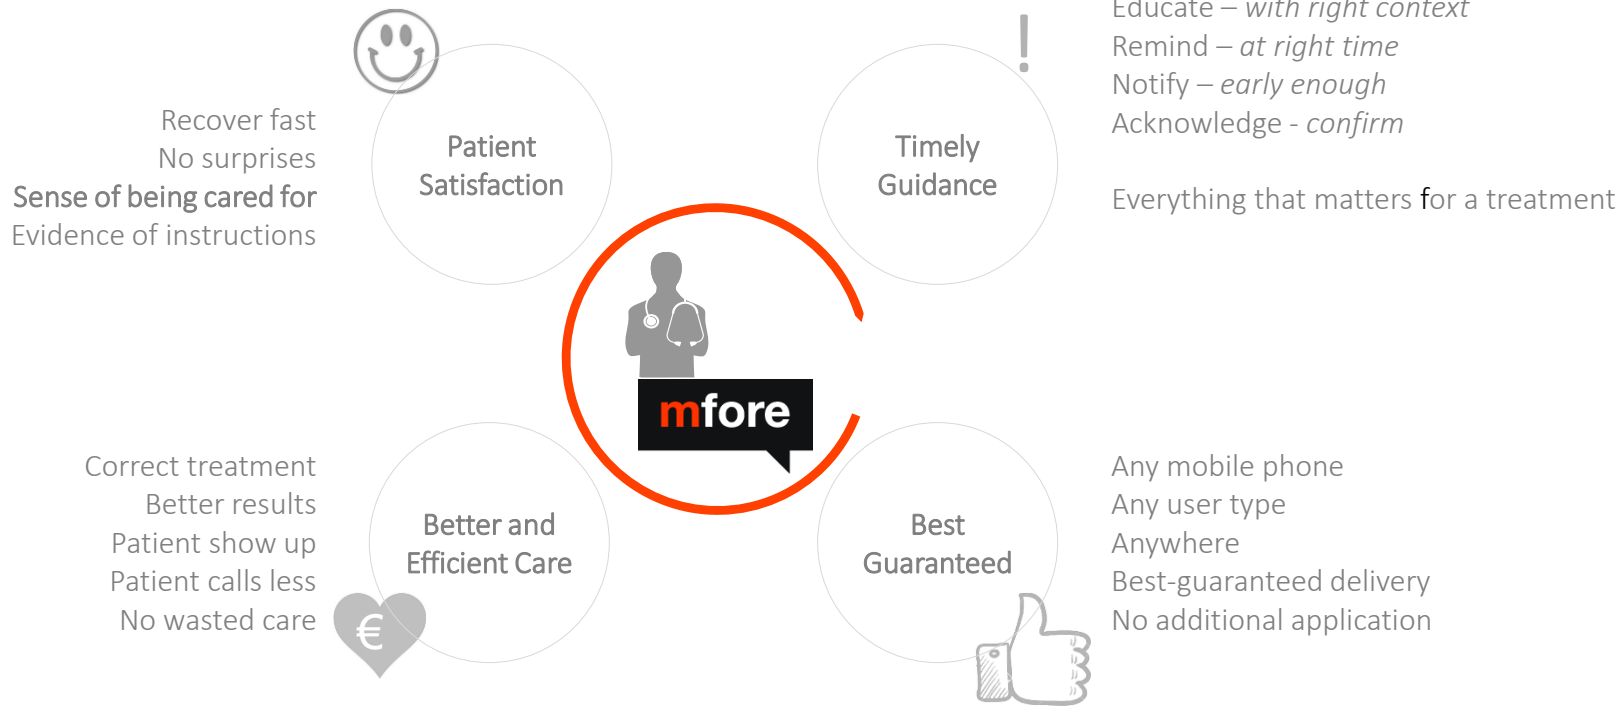 Educate – with right context
Remind – at right time
Notify – early enough
Acknowledge - confirm
Everything that matters for a treatment
Timely
Guidance
Recover fast
No surprises
Sense of being cared for
Evidence of instructions
Patient
Satisfaction
mfore
Correct treatment
Better results
Patient show up
Patient calls less
No wasted care
€
Better and
Efficient Care
Best
Guaranteed
Any mobile phone
Any user type
Anywhere
Best-guaranteed delivery
No additional application